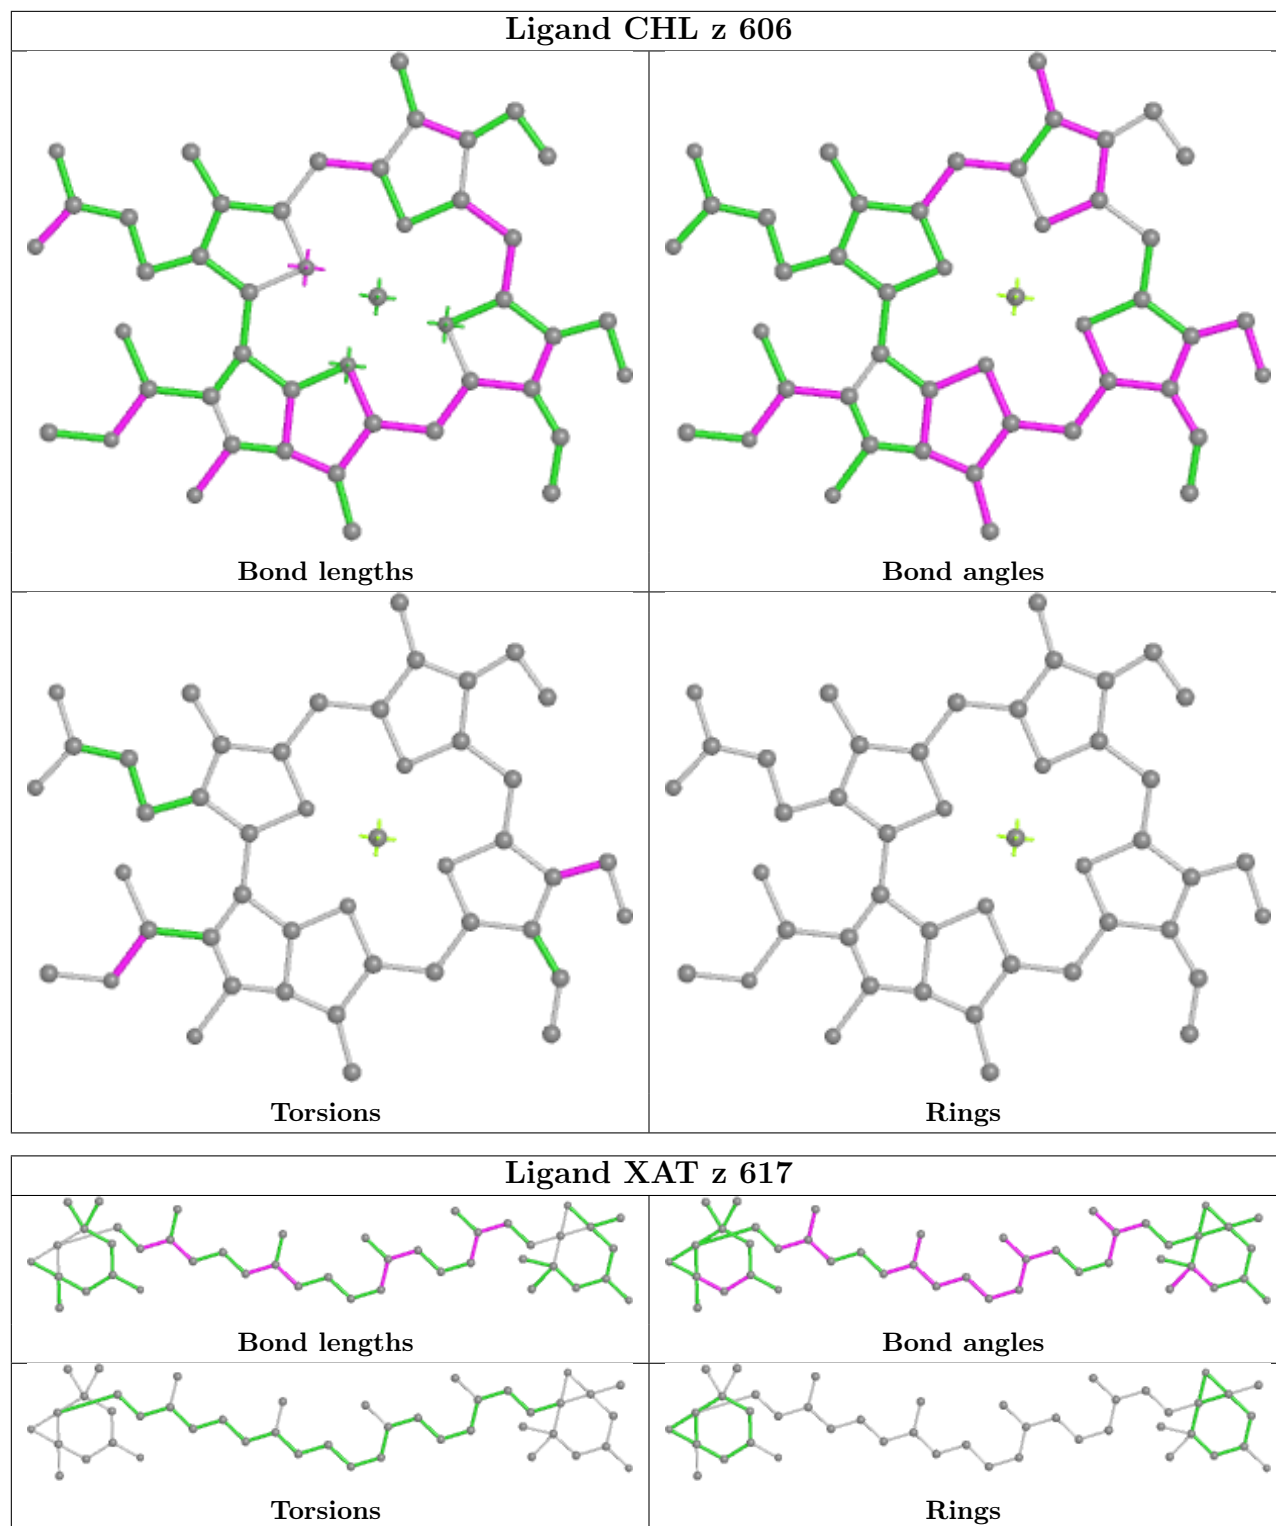 Ligand CHL z 606
Bond lengths
Bond angles
Torsions
Rings
Ligand XAT z 617
Bond lengths
Bond angles
Torsions
Rings